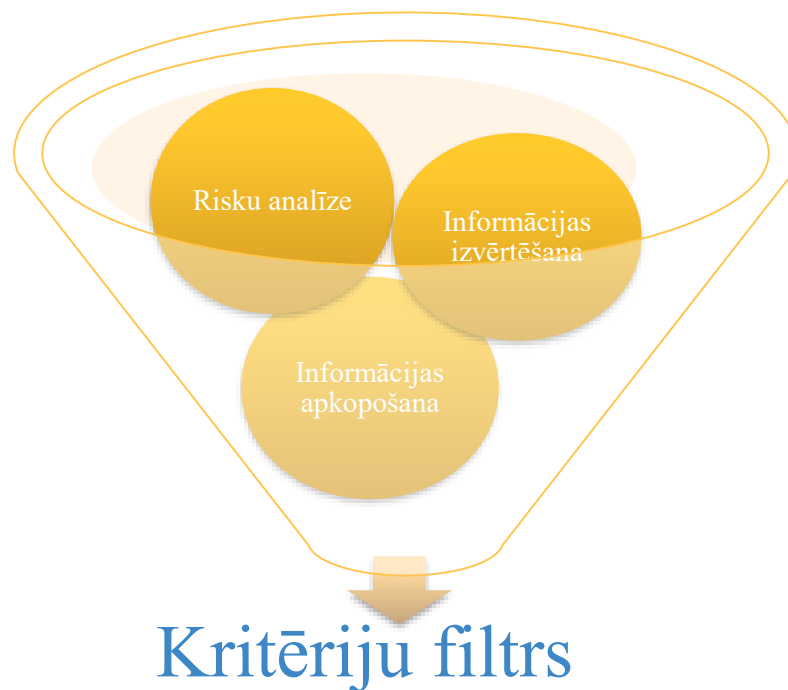 Risku analīze
Informācijas
izvērtēšana
Informācijas
apkopošana
Kritēriju filtrs